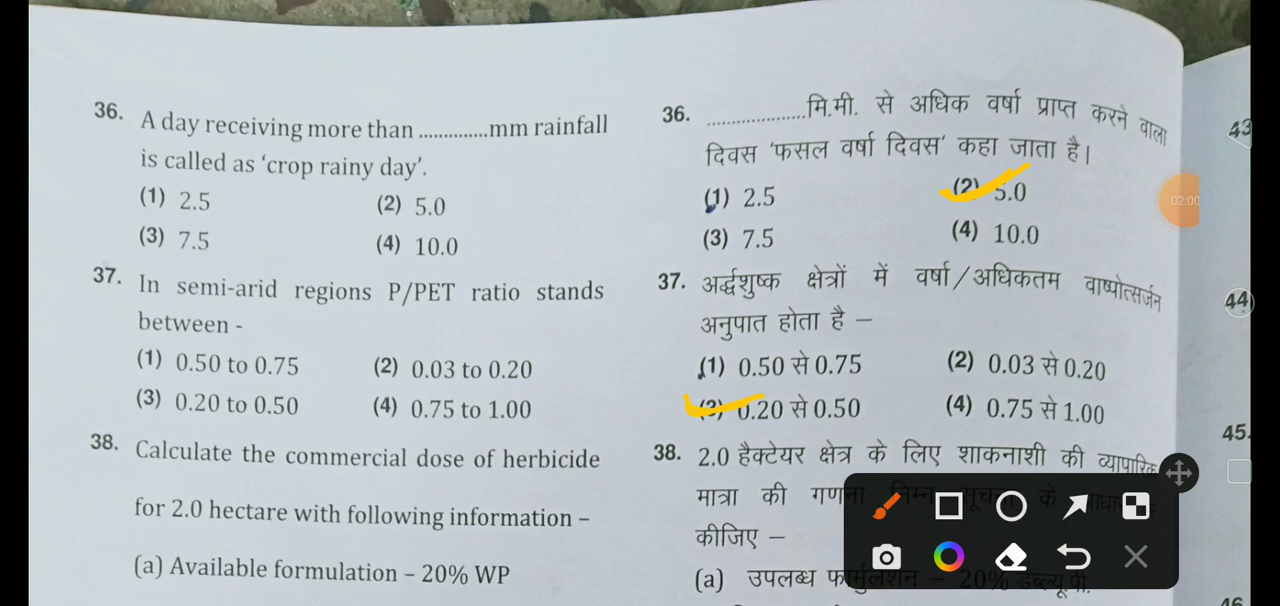 36. A day receiving more than ..............mm rainfall
is called as 'crop rainy day'.
(1) 2.5 (2) 5.0
(3) 7.5 (4) 10.0
37. In semi-arid regions P/PET ratio stands
between -
(1) 0.50 to 0.75 (2) 0.03 to 0.20
(3) 0.20 to 0.50 (4) 0.75 to 1.00
38. Calculate the commercial dose of herbicide
for 2.0 hectare with following information –
(a) Available formulation – 20% WP
36. ....................मि.मी. से अधिक वर्षा प्राप्त करने वाला
दिवस 'फसल वर्षा दिवस' कहा जाता है।
(1) 2.5 (2) 5.0
(3) 7.5 (4) 10.0
37. अर्द्धशुष्क क्षेत्रों में वर्षा/अधिकतम वाष्पोत्सर्जन
अनुपात होता है –
(1) 0.50 से 0.75 (2) 0.03 से 0.20
(3) 0.20 से 0.50 (4) 0.75 से 1.00
38. 2.0 हैक्टेयर क्षेत्र के लिए शाकनाशी की व्यापारिक
मात्रा की गणना निम्न के
कीजिए –
(a) उपलब्ध फार्मुलेशन – 20% डब्ल्यू.पी.
43
44
45.
46
02:00